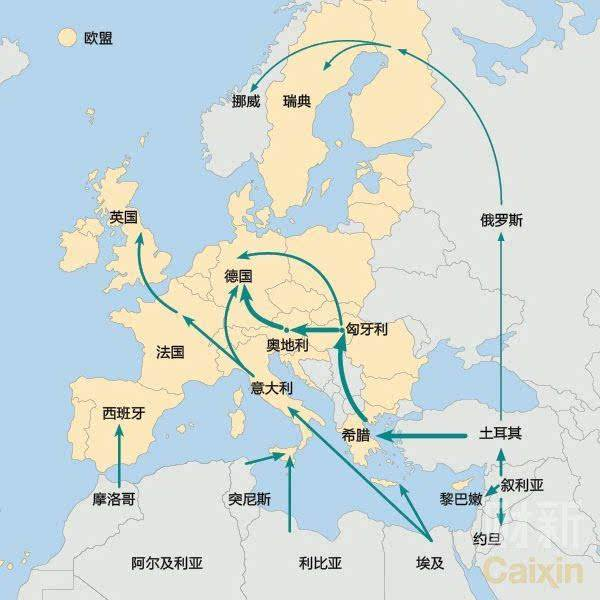 欧盟
挪威
瑞典
英国
俄罗斯
德国
匈牙利
奥地利
法国
意大利
西班牙
希腊
土耳其
摩洛哥
突尼斯
黎巴嫩
叙利亚
约旦
阿尔及利亚
利比亚
埃及
财新
Caixin